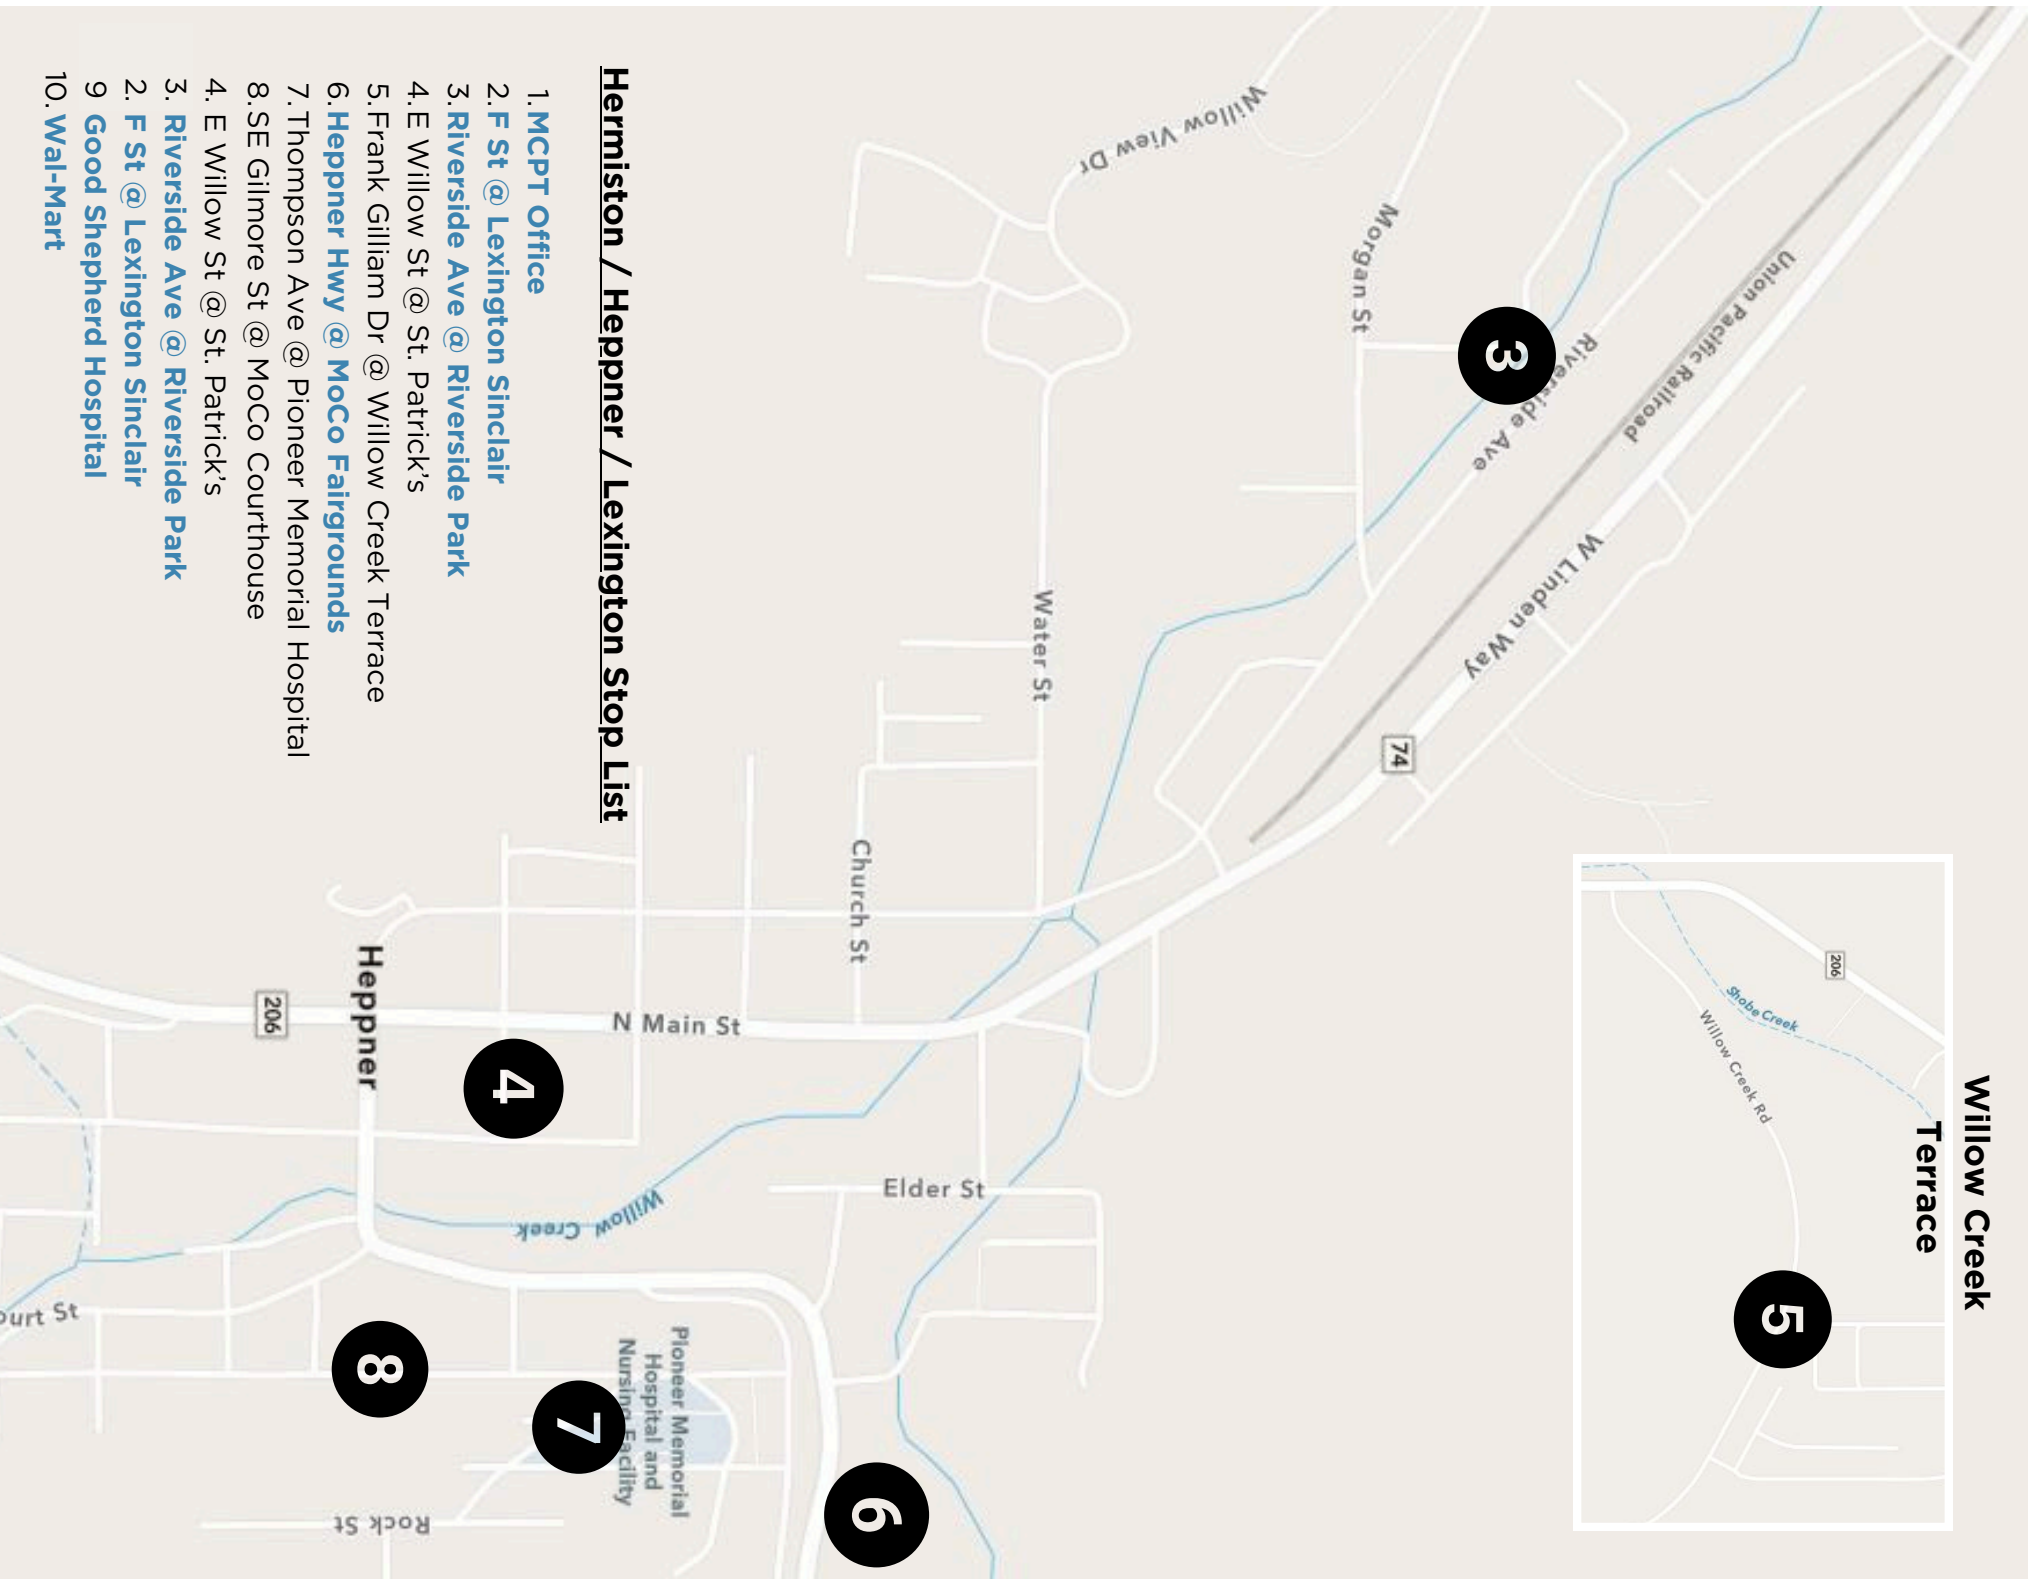 Hermiston / Heppner / Lexington Stop List
1.MCPT Office
2.F St @ Lexington Sinclair
3.Riverside Ave @ Riverside Park
4.E Willow St @ St. Patrick's
5.Frank Gilliam Dr @ Willow Creek Terrace
6.Heppner Hwy @ MoCo Fairgrounds
7.Thompson Ave @ Pioneer Memorial Hospital
8.SE Gilmore St @ MoCo Courthouse
4. E Willow St @ St. Patrick's
3. Riverside Ave @ Riverside Park
2. F St @ Lexington Sinclair
9 Good Shepherd Hospital
10. Wal-Mart
Willow Creek
Terrace
206
Shobe Creek
Willow Creek Rd
5
Union Pacific Railroad
Riverside Ave
3
W Linden Way
74
Morgan St
Willow View Dr
Water St
Church St
N Main St
206
Heppner
4
Elder St
Willow Creek
8
Pioneer Memorial
Hospital and
Nursing Facility
7
6
Rock St
St